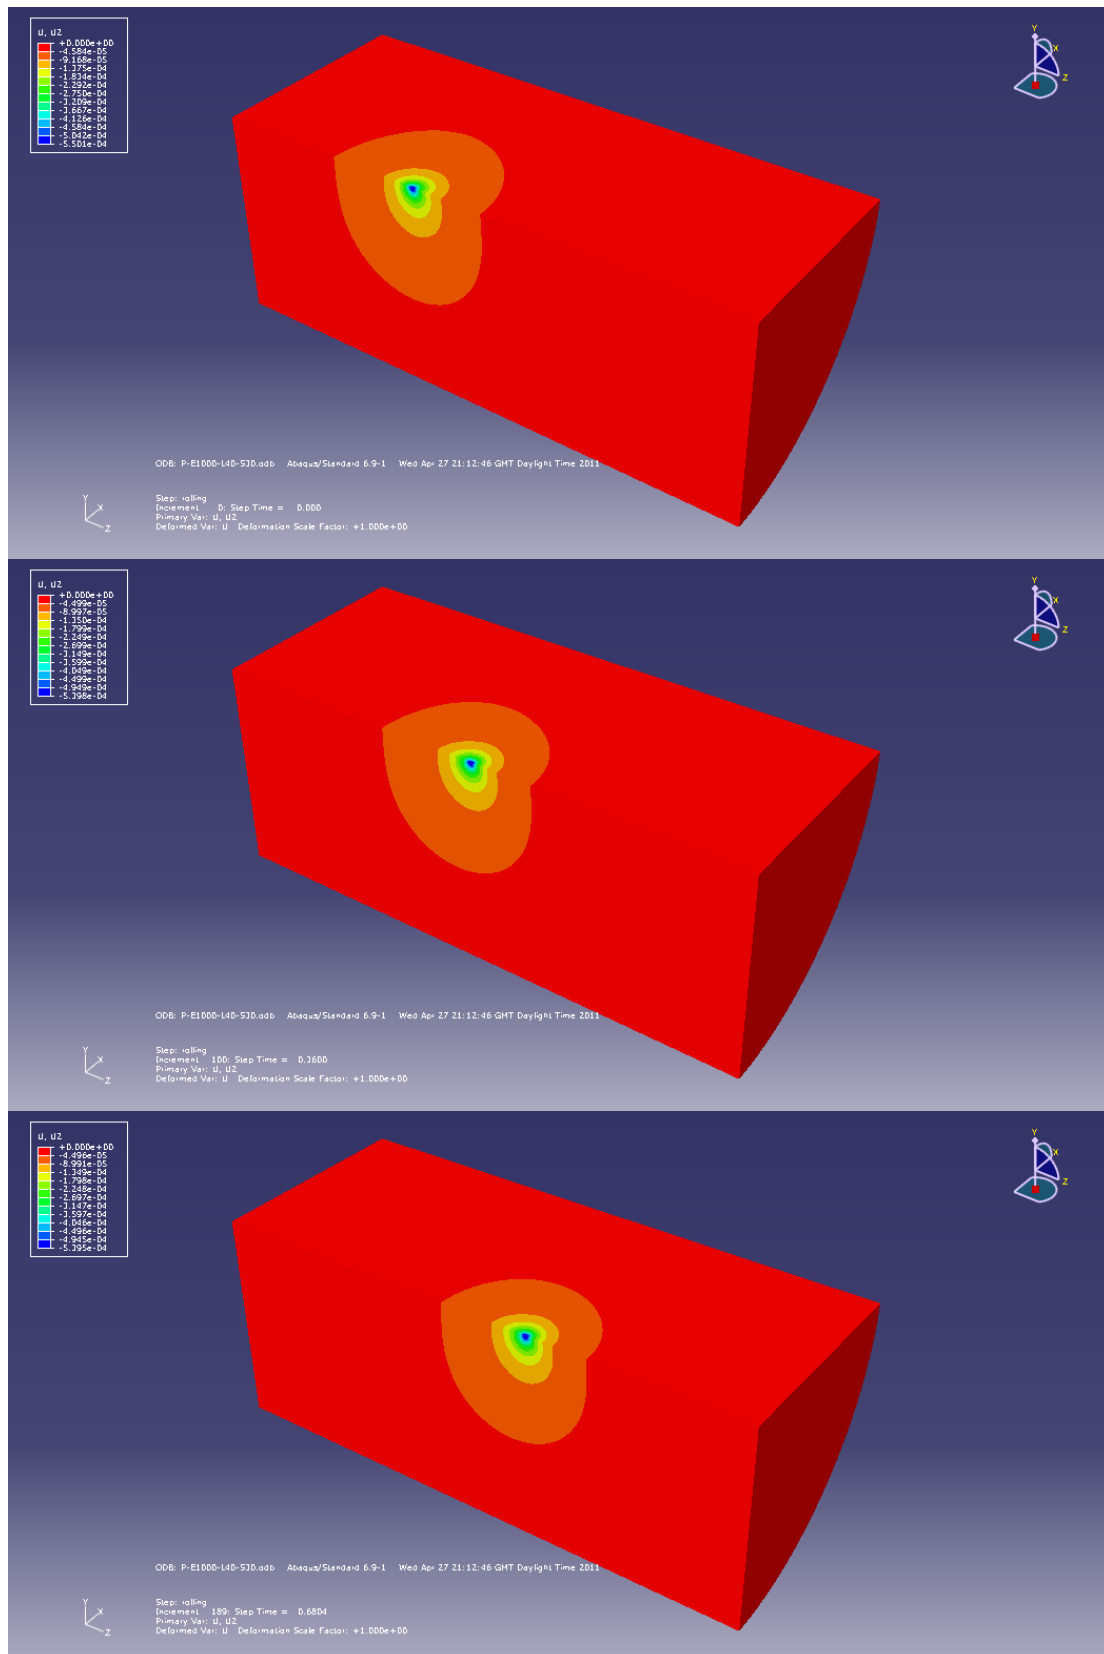 U, U2
+0.000e+00
-4.584e-05
-9.168e-05
-1.375e-04
-1.834e-04
-2.292e-04
-2.750e-04
-3.209e-04
-3.667e-04
-4.126e-04
-4.584e-04
-5.042e-04
-5.501e-04
Y
X
Z
ODB: P-E1000-L40-S30.odb Abaqus/Standard 6.9-1 Wed Apr 27 21:12:46 GMT Daylight Time 2011
Y
X
Z
Step: rolling
Increment 0: Step Time = 0.000
Primary Var: U, U2
Deformed Var: U Deformation Scale Factor: +1.000e+00
U, U2
+0.000e+00
-4.499e-05
-8.997e-05
-1.350e-04
-1.799e-04
-2.249e-04
-2.699e-04
-3.149e-04
-3.599e-04
-4.049e-04
-4.499e-04
-4.949e-04
-5.398e-04
Y
X
Z
ODB: P-E1000-L40-S30.odb Abaqus/Standard 6.9-1 Wed Apr 27 21:12:46 GMT Daylight Time 2011
Y
X
Z
Step: rolling
Increment 100: Step Time = 0.3600
Primary Var: U, U2
Deformed Var: U Deformation Scale Factor: +1.000e+00
U, U2
+0.000e+00
-4.496e-05
-8.991e-05
-1.349e-04
-1.798e-04
-2.248e-04
-2.697e-04
-3.147e-04
-3.597e-04
-4.046e-04
-4.496e-04
-4.945e-04
-5.395e-04
Y
X
Z
ODB: P-E1000-L40-S30.odb Abaqus/Standard 6.9-1 Wed Apr 27 21:12:46 GMT Daylight Time 2011
Y
X
Z
Step: rolling
Increment 189: Step Time = 0.6804
Primary Var: U, U2
Deformed Var: U Deformation Scale Factor: +1.000e+00